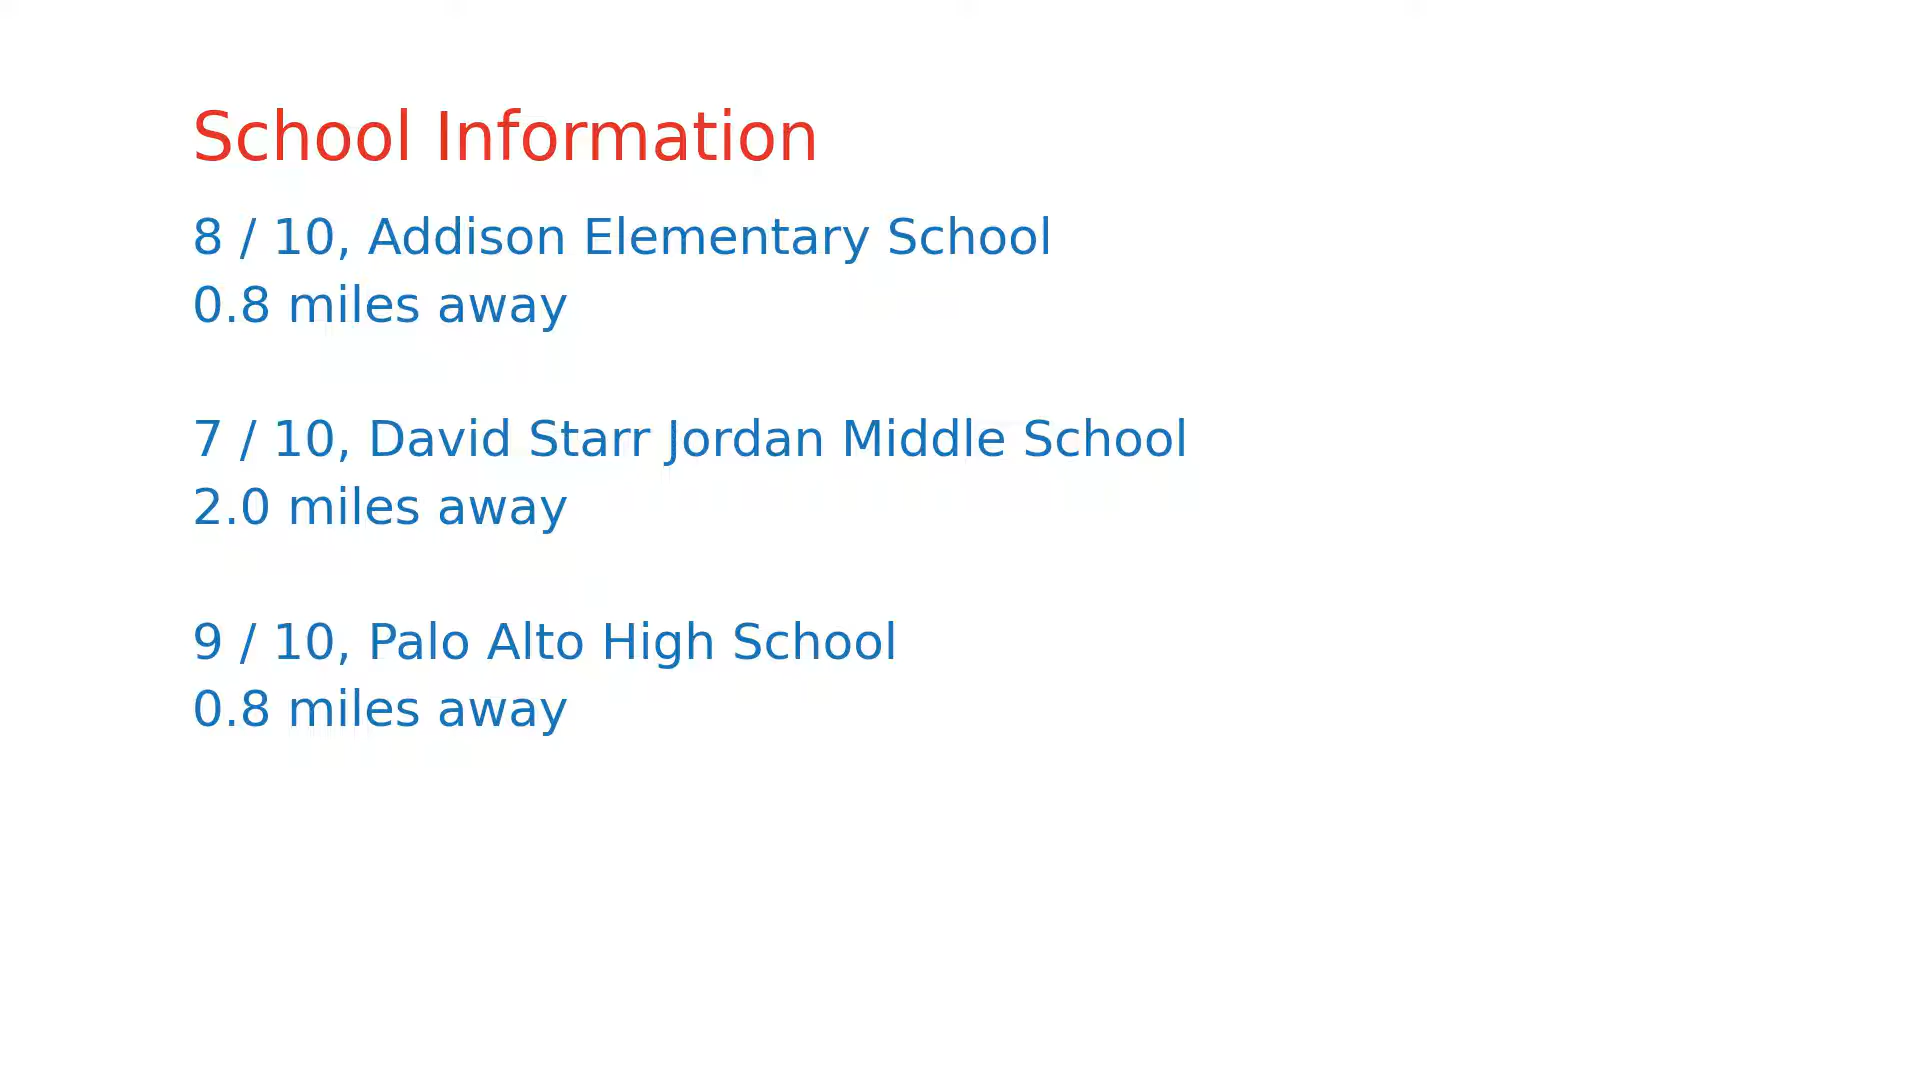 School Information
8 / 10, Addison Elementary School
0.8 miles away
7 / 10, David Starr Jordan Middle School
2.0 miles away
9 / 10, Palo Alto High School
0.8 miles away